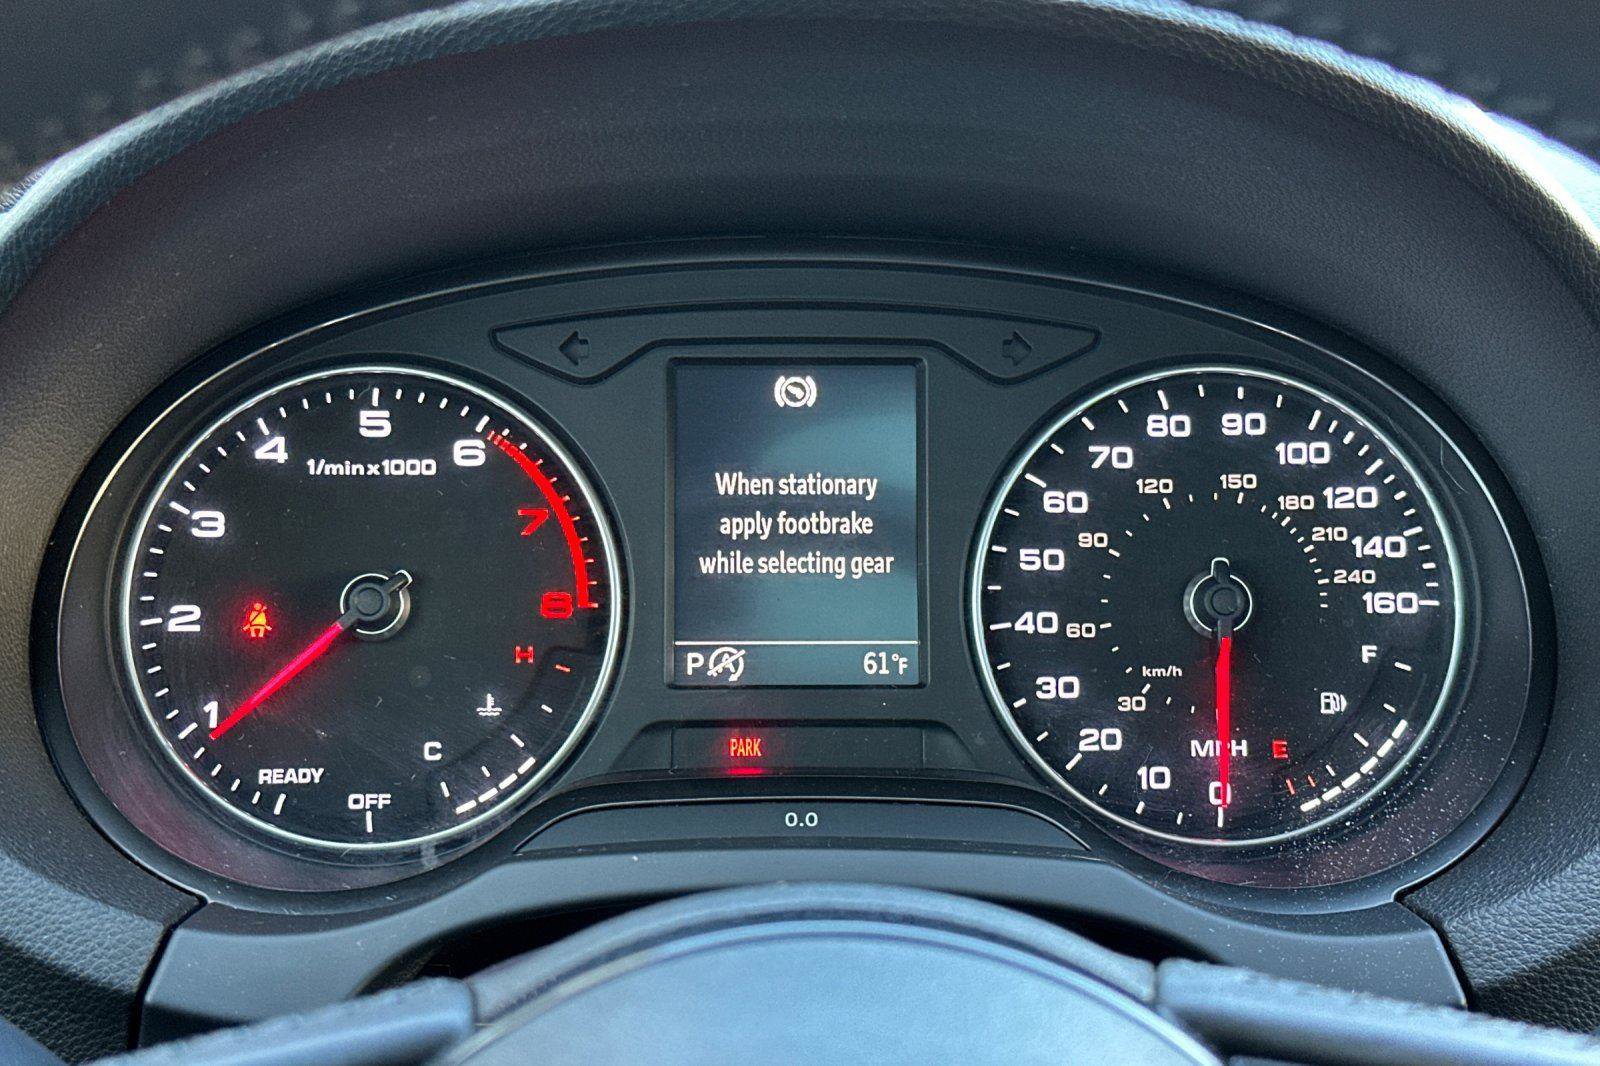 When stationary
apply footbrake
while selecting gear
P A 61°F
PARK
0.0
1/min x 1000
OFF
READY
1
2
3
4
5
6
7
8
H
C
MPH
0
10
20
30
40
50
60
70
80
90
100
120
140
160
km/h
30
60
90
120
150
180
210
240
F
E